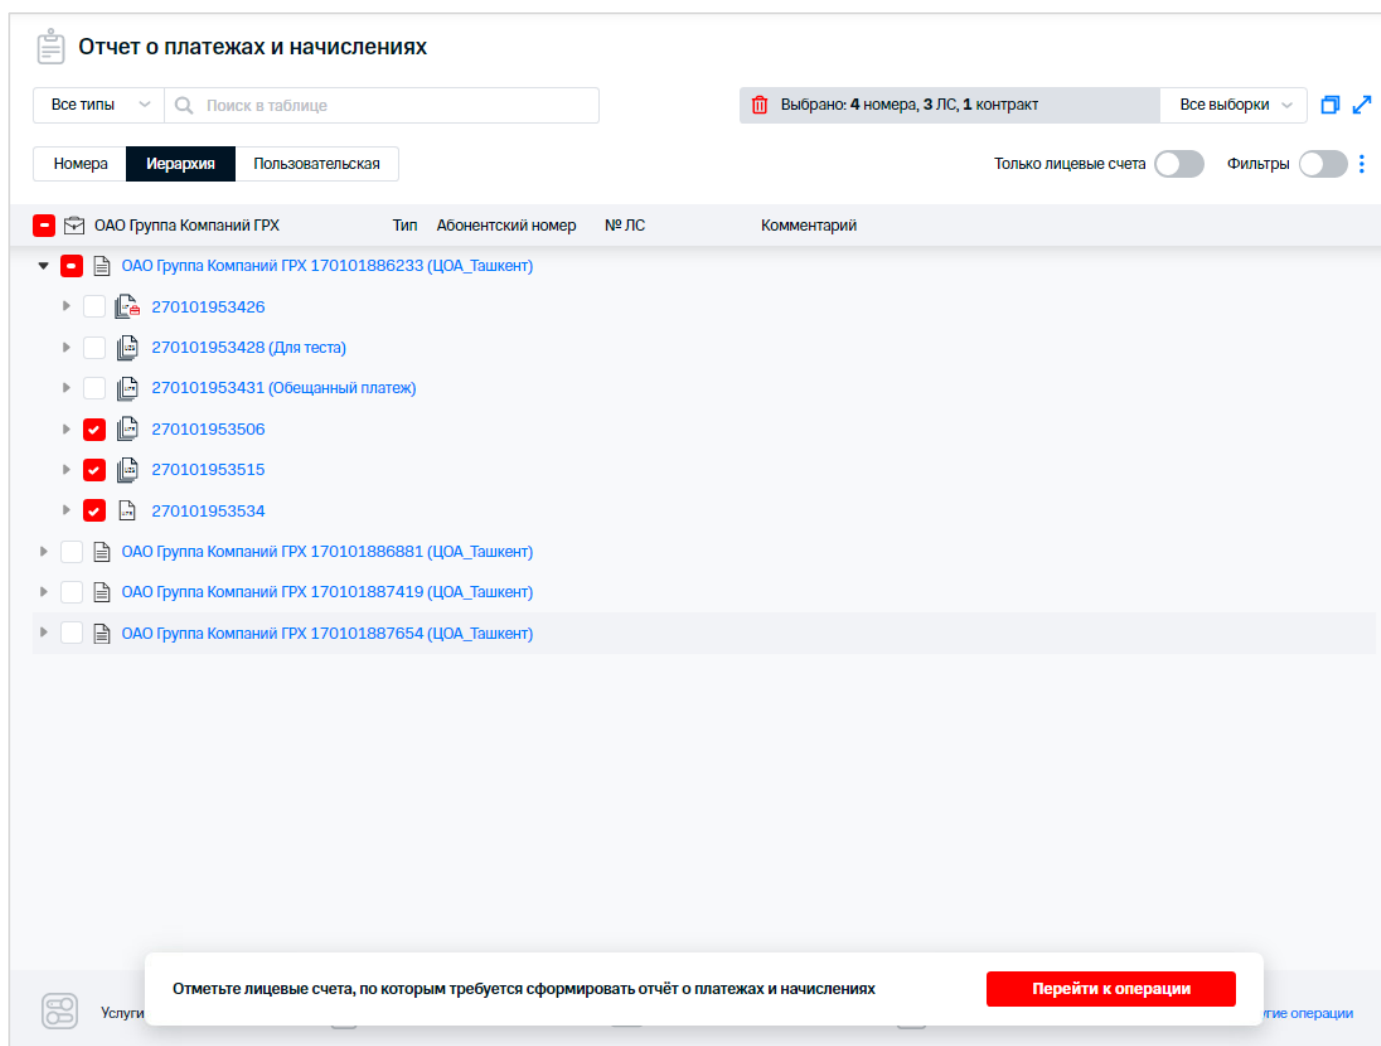 Отчет о платежах и начислениях
Все типы Поиск в таблице Выбрано: 4 номера, 3 ЛС, 1 контракт Все выборки
Номера Иерархия Пользовательская Только лицевые счета Фильтры
ОАО Группа Компаний ГРХ Тип Абонентский номер № ЛС Комментарий
ОАО Группа Компаний ГРХ 170101886233 (ЦОА_Ташкент)
270101953426
270101953428 (Для теста)
270101953431 (Обещанный платеж)
270101953506
270101953515
270101953534
ОАО Группа Компаний ГРХ 170101886881 (ЦОА_Ташкент)
ОАО Группа Компаний ГРХ 170101887419 (ЦОА_Ташкент)
ОАО Группа Компаний ГРХ 170101887654 (ЦОА_Ташкент)
Отметьте лицевые счета, по которым требуется сформировать отчёт о платежах и начислениях Перейти к операции
Услуги операции